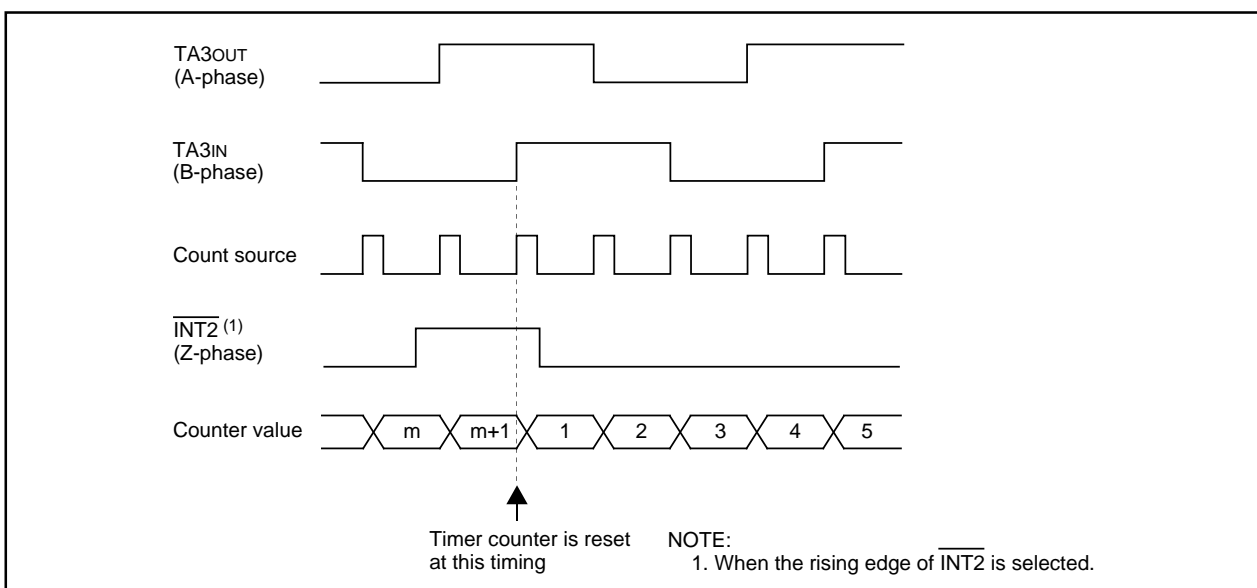 TA3OUT
(A-phase)
TA3IN
(B-phase)
Count source
INT2 (1)
(Z-phase)
Counter value
m
m+1
1
2
3
4
5
Timer counter is reset
at this timing
NOTE:
1. When the rising edge of INT2 is selected.